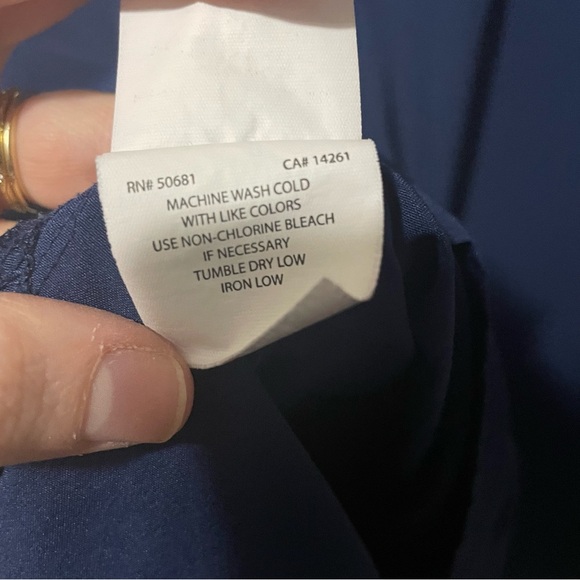 RN# 50681 CA# 14261
MACHINE WASH COLD
WITH LIKE COLORS
USE NON-CHLORINE BLEACH
IF NECESSARY
TUMBLE DRY LOW
IRON LOW